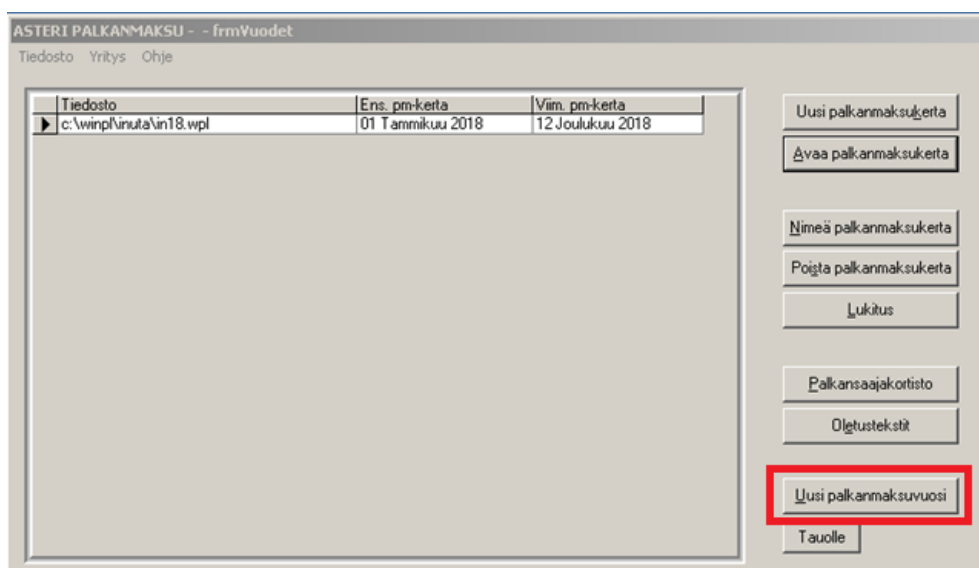 ASTERI PALKANMAKSU - - frmVuodet
Tiedosto Yritys Ohje
Tiedosto Ens. pm-kerta Viim. pm-kerta
c:\winpl\inuta\in18.wpl 01 Tammikuu 2018 12 Joulukuu 2018
Uusi palkanmaksukerta
Avaa palkanmaksukerta
Nimeä palkanmaksukerta
Poista palkanmaksukerta
Lukitus
Palkansaajakortisto
Oletustekstit
Uusi palkanmaksuvuosi
Tauolle